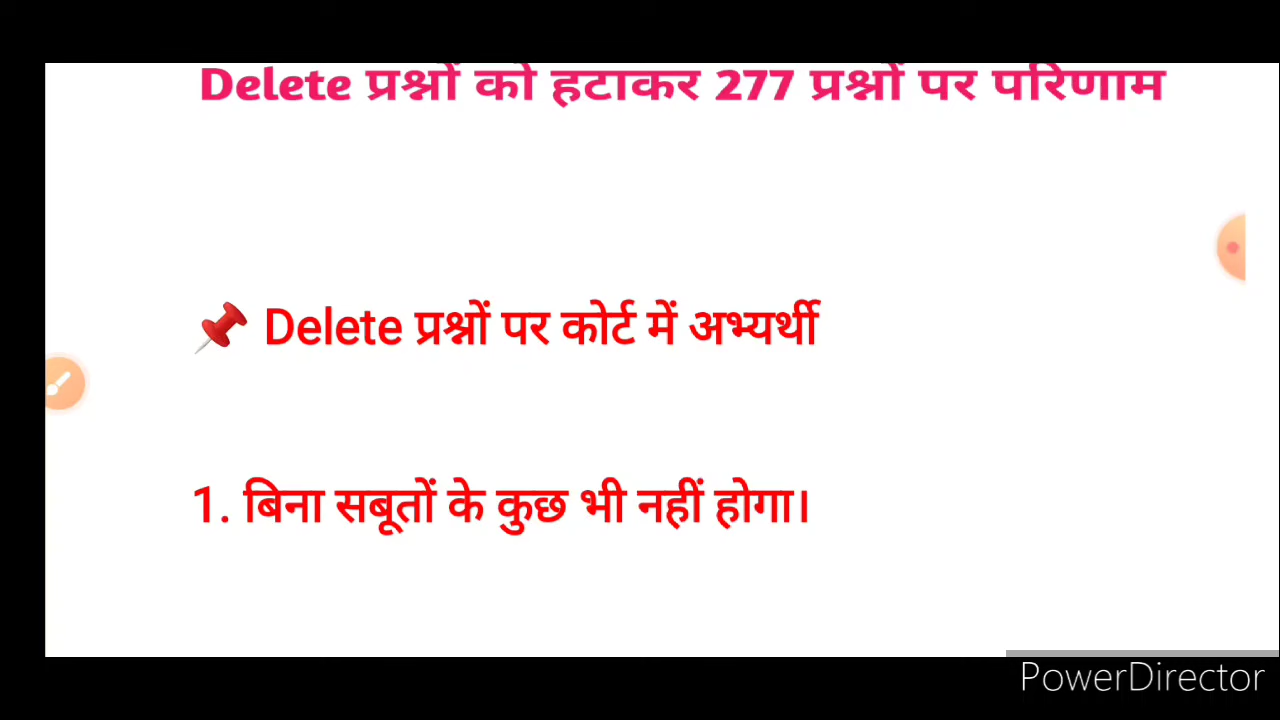 Delete प्रश्नों को हटाकर 277 प्रश्नों पर परिणाम
📌 Delete प्रश्नों पर कोर्ट में अभ्यर्थी
1. बिना सबूतों के कुछ भी नहीं होगा।
PowerDirector